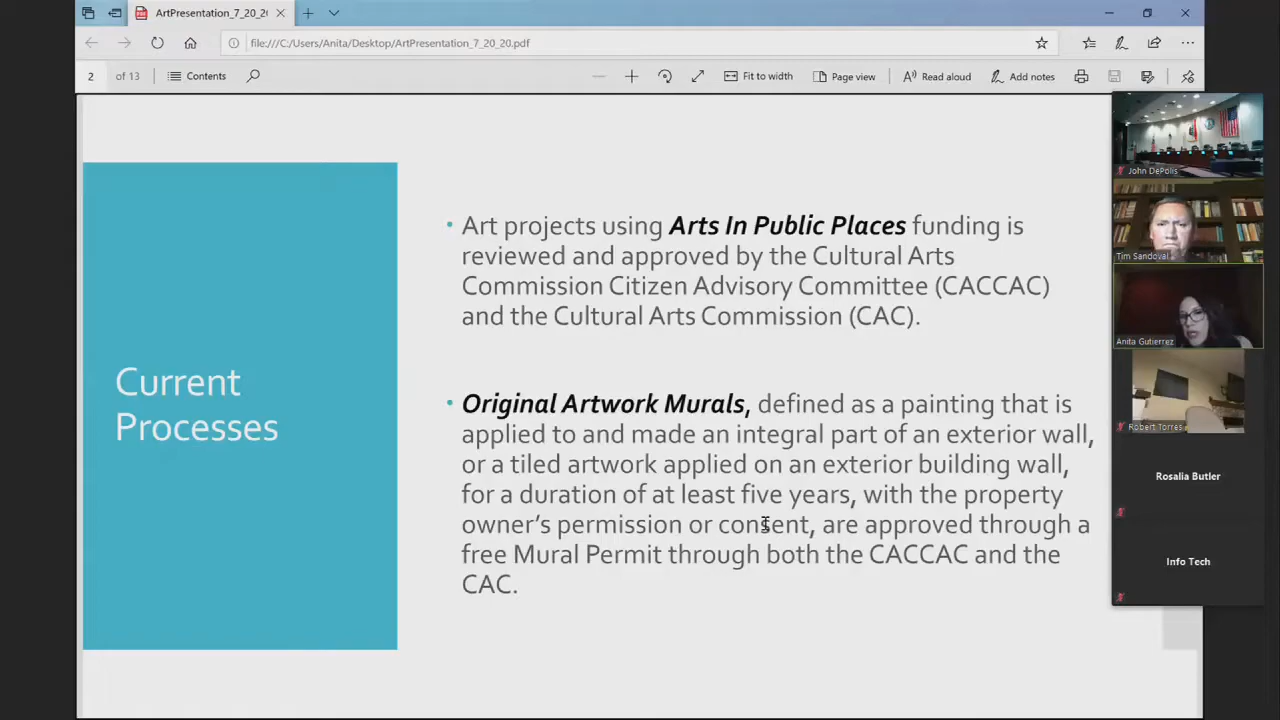 ArtPresentation_7_20_20
file:///C:/Users/Anita/Desktop/ArtPresentation_7_20_20.pdf
2 of 13 Contents Fit to width Page view Read aloud Add notes
Current
Processes
• Art projects using Arts In Public Places funding is
reviewed and approved by the Cultural Arts
Commission Citizen Advisory Committee (CACCAC)
and the Cultural Arts Commission (CAC).
• Original Artwork Murals, defined as a painting that is
applied to and made an integral part of an exterior wall,
or a tiled artwork applied on an exterior building wall,
for a duration of at least five years, with the property
owner’s permission or consent, are approved through a
free Mural Permit through both the CACCAC and the
CAC.
John DePolis
Tim Sandoval
Anita Gutierrez
Robert Torres
Rosalia Butler
Info Tech